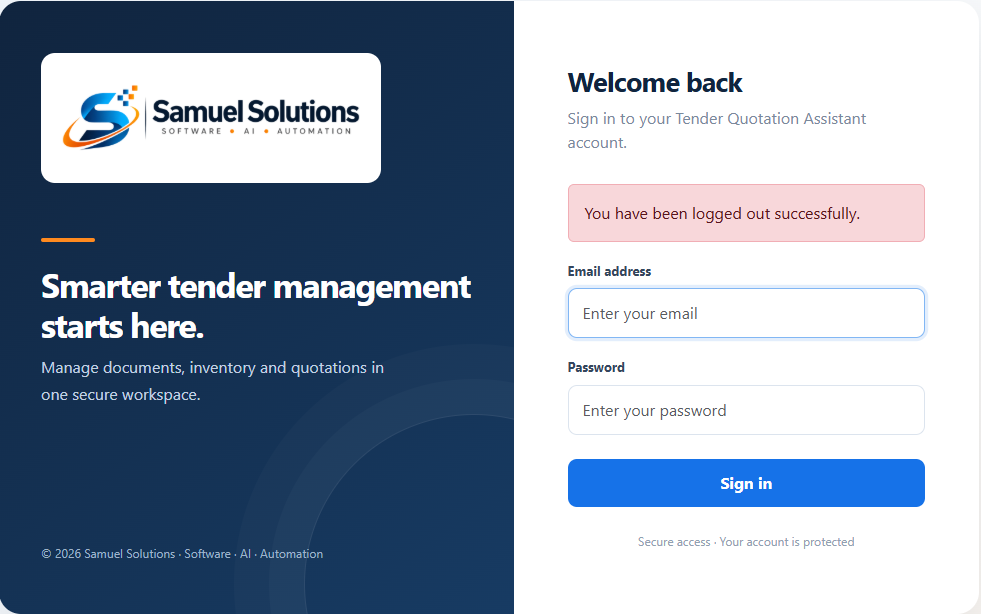 Samuel Solutions
SOFTWARE • AI • AUTOMATION
Smarter tender management
starts here.
Manage documents, inventory and quotations in
one secure workspace.
© 2026 Samuel Solutions · Software · AI · Automation
Welcome back
Sign in to your Tender Quotation Assistant
account.
You have been logged out successfully.
Email address
Enter your email
Password
Enter your password
Sign in
Secure access · Your account is protected